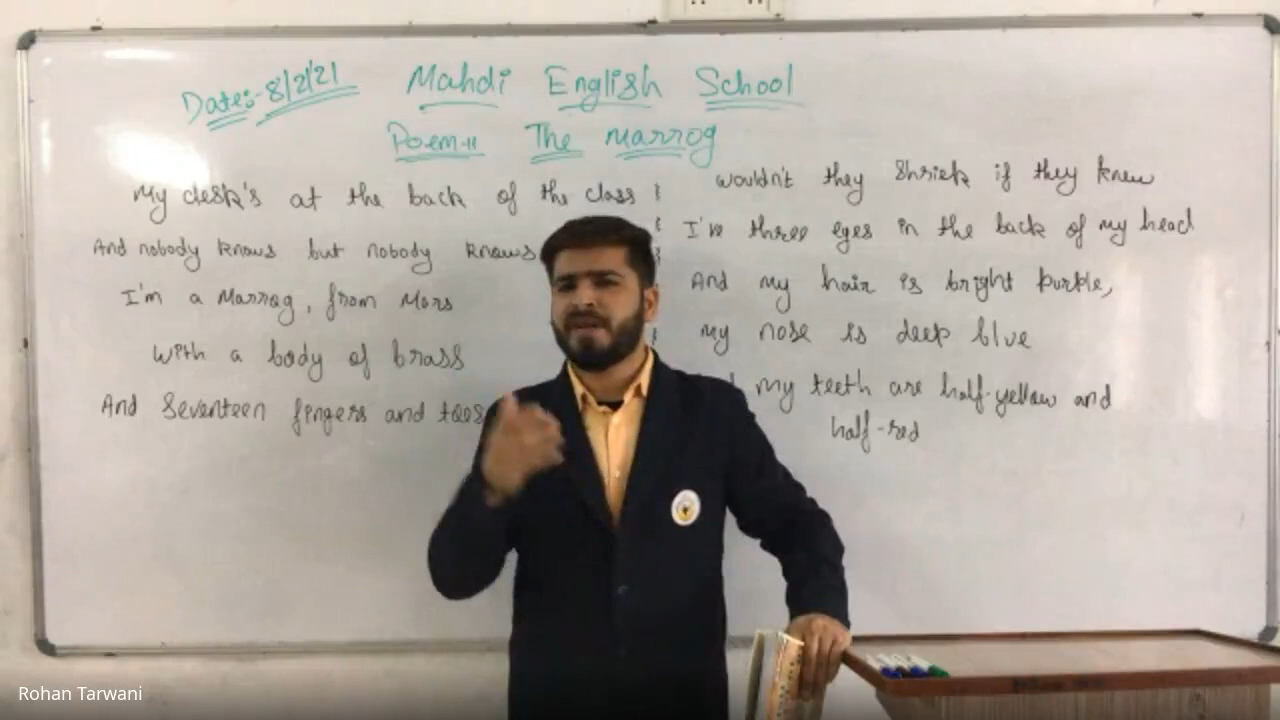 Date:- 8/2/21
Mahdi English School
Poem-11 The Marrog
My desk's at the back of the class
And nobody knows but nobody knows
I'm a Marrog, from Mars
With a body of brass
And Seventeen fingers and toes
wouldn't they Shriek if they knew
I've three eyes in the back of my head
And my hair is bright purple,
My nose is deep blue
my teeth are half-yellow and
half-red
Rohan Tarwani